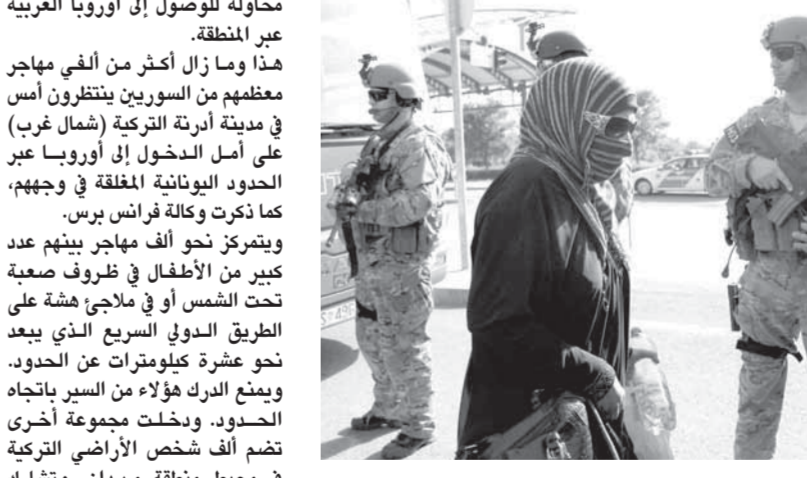 محاولة للوصول إلى أوروبا الغربية
عبر المنطقة.
هذا وما زال أكثر من ألفي مهاجر
معظمهم من السوريين ينتظرون أمس
في مدينة أدرنة التركية (شمال غرب)
على أمل الدخول إلى أوروبا عبر
الحدود اليونانية المغلقة في وجههم،
كما ذكرت وكالة فرانس برس.
ويتمركز نحو ألف مهاجر بينهم عدد
كبير من الأطفال في ظروف صعبة
تحت الشمس أو في ملاجئ هشة على
الطريق الدولي السريع الذي يبعد
نحو عشرة كيلومترات عن الحدود.
ويمنع الدرك هؤلاء من السير باتجاه
الحدود. ودخلت مجموعة أخرى
تضم ألف شخص الأراضي التركية